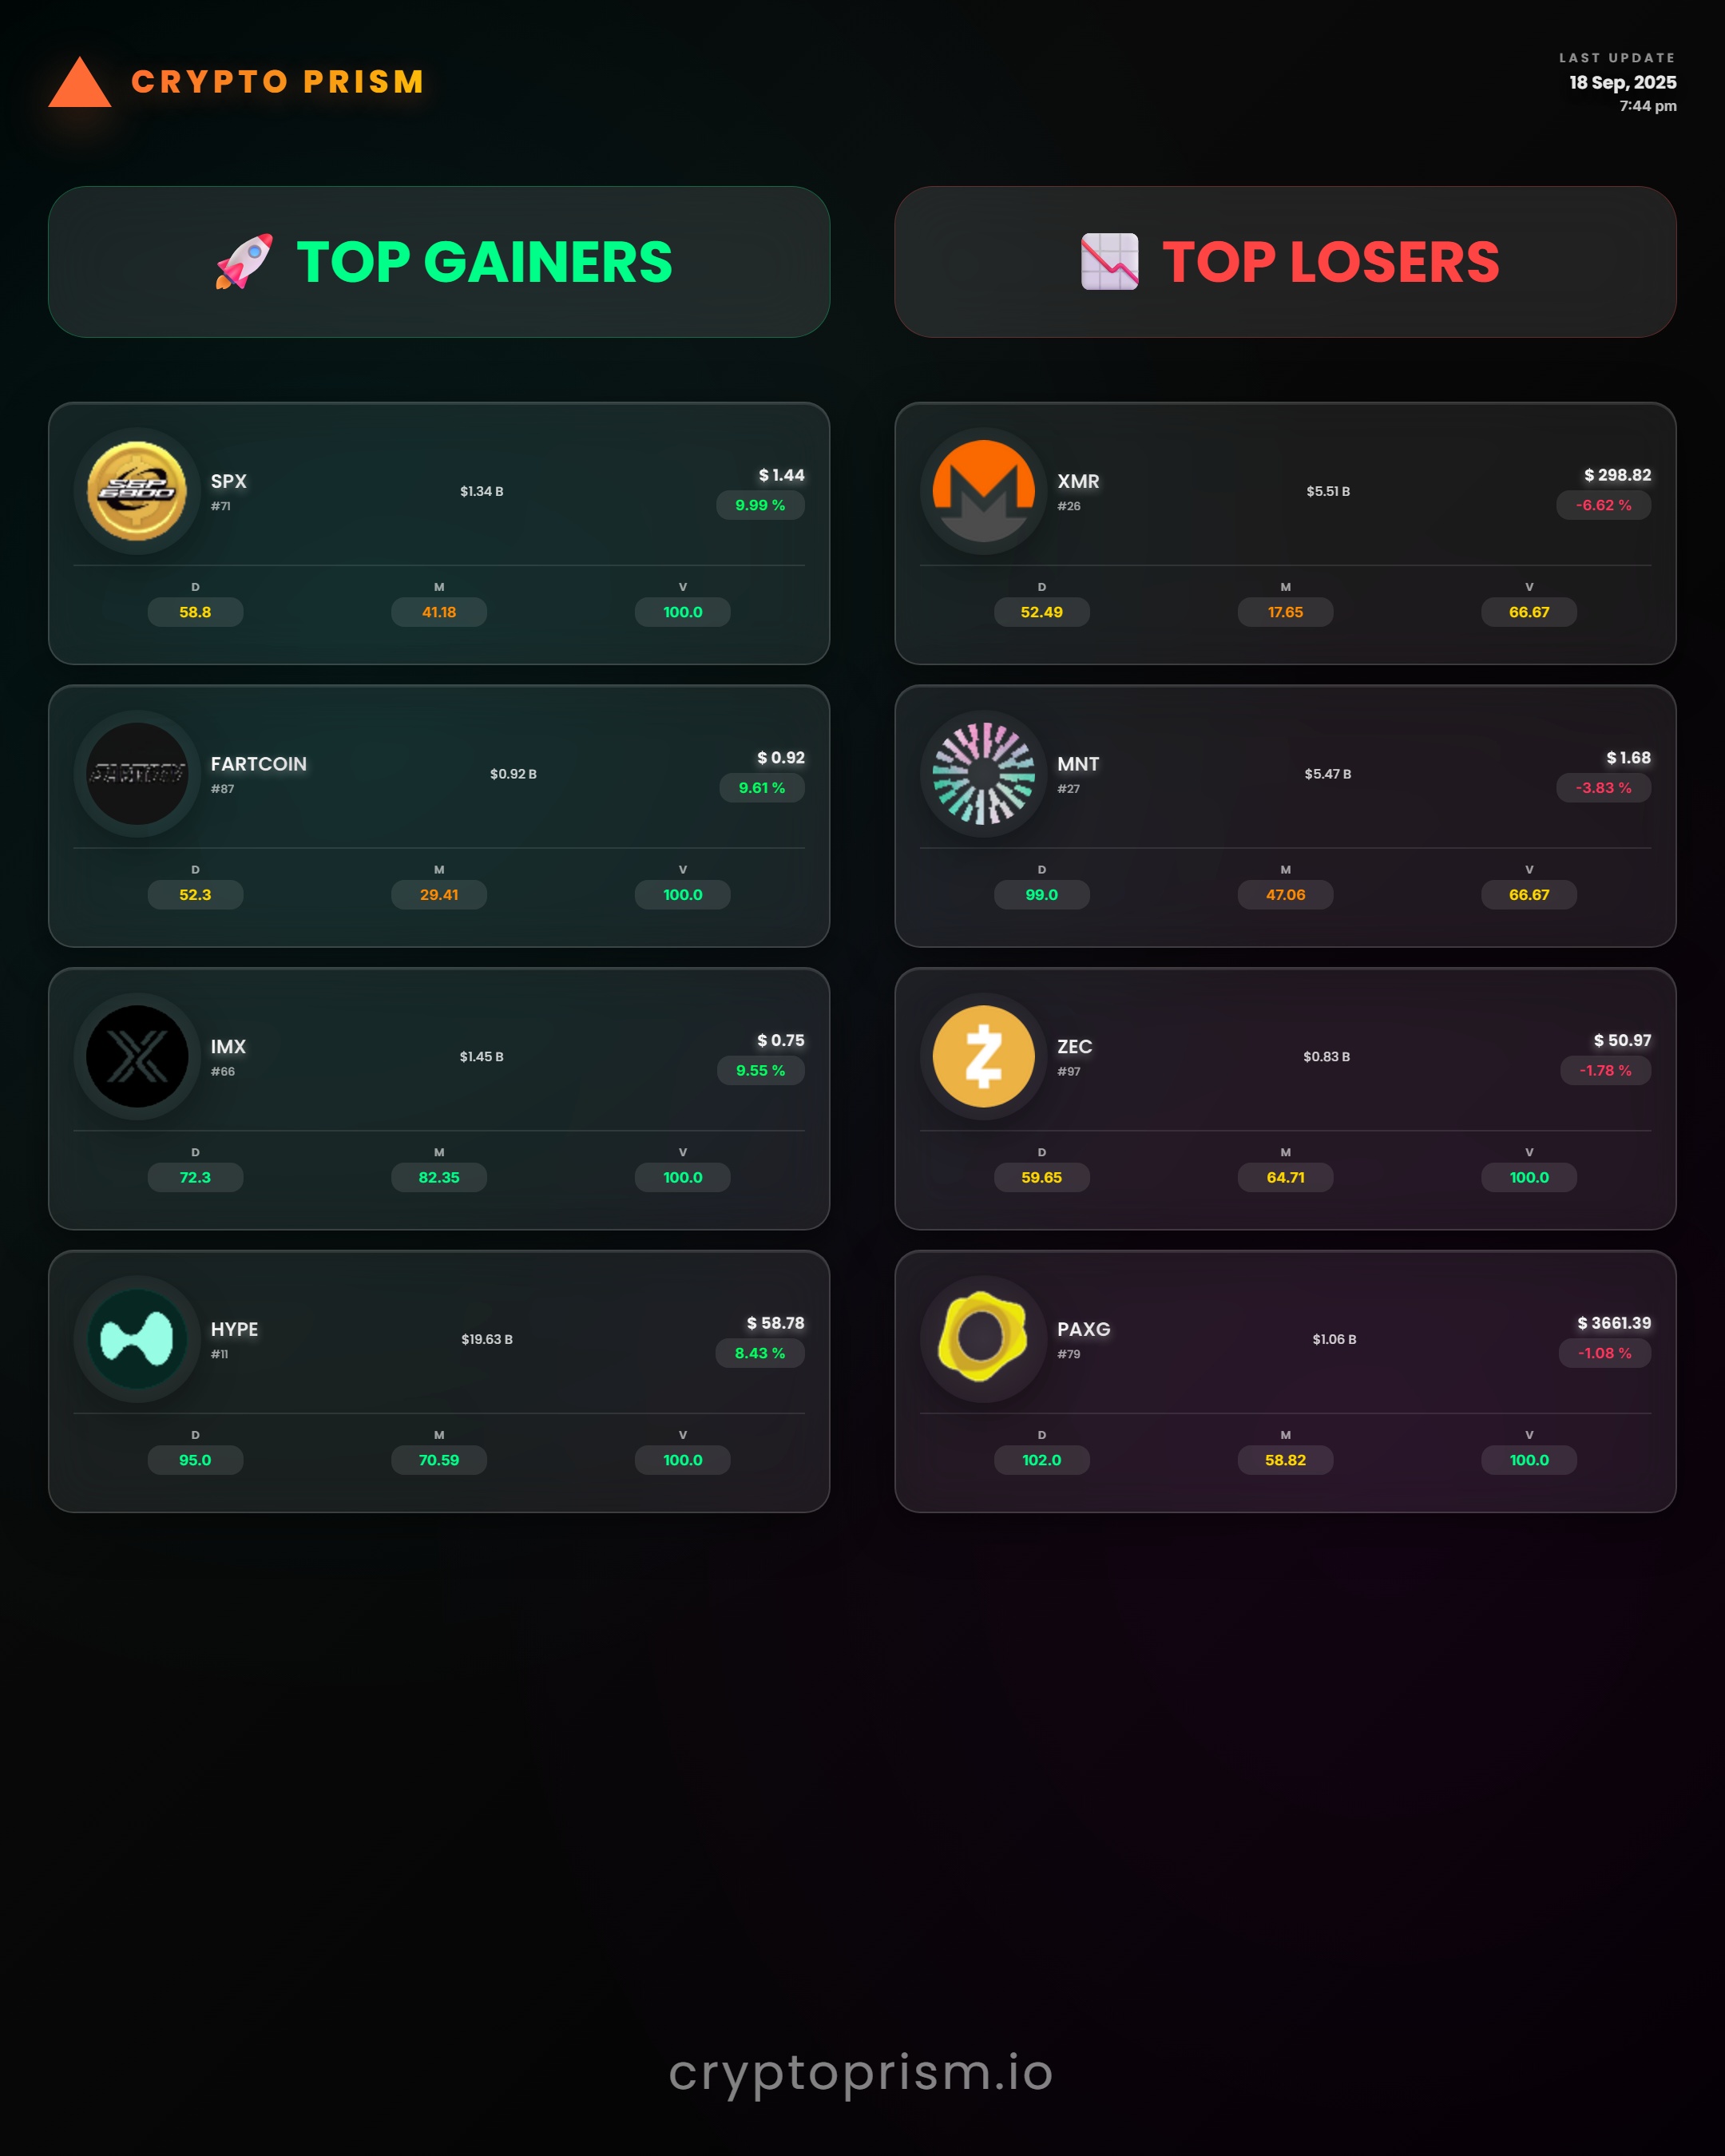 CRYPTO PRISM
LAST UPDATE
18 Sep, 2025
7:44 pm
TOP GAINERS
SPX
#71
$1.34 B
$ 1.44
9.99 %
D M V
58.8 41.18 100.0
FARTCOIN
#87
$0.92 B
$ 0.92
9.61 %
D M V
52.3 29.41 100.0
IMX
#66
$1.45 B
$ 0.75
9.55 %
D M V
72.3 82.35 100.0
HYPE
#11
$19.63 B
$ 58.78
8.43 %
D M V
95.0 70.59 100.0
TOP LOSERS
XMR
#26
$5.51 B
$ 298.82
-6.62 %
D M V
52.49 17.65 66.67
MNT
#27
$5.47 B
$ 1.68
-3.83 %
D M V
99.0 47.06 66.67
ZEC
#97
$0.83 B
$ 50.97
-1.78 %
D M V
59.65 64.71 100.0
PAXG
#79
$1.06 B
$ 3661.39
-1.08 %
D M V
102.0 58.82 100.0
cryptoprism.io